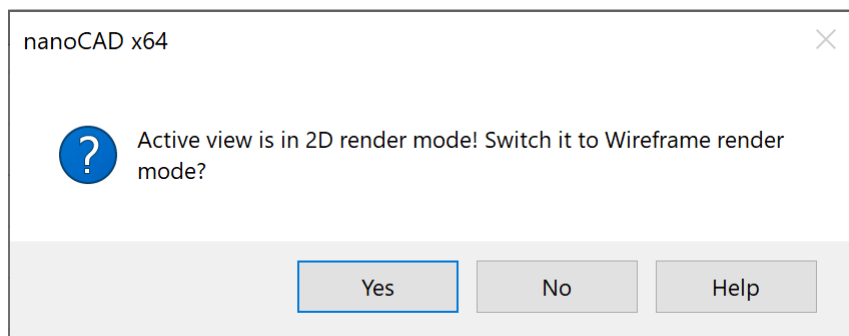 nanoCAD x64
Active view is in 2D render mode! Switch it to Wireframe render
mode?
Yes
No
Help